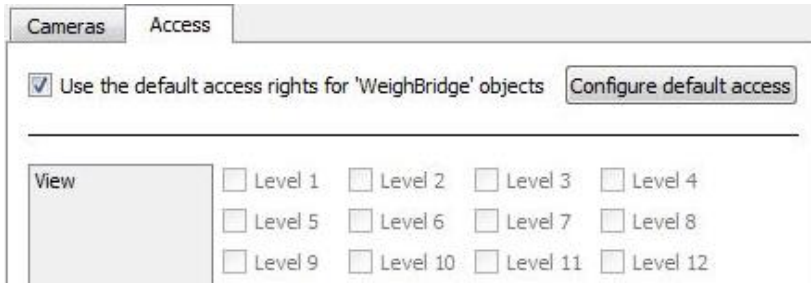 Cameras Access
Use the default access rights for 'WeighBridge' objects Configure default access
View Level 1 Level 2 Level 3 Level 4
Level 5 Level 6 Level 7 Level 8
Level 9 Level 10 Level 11 Level 12